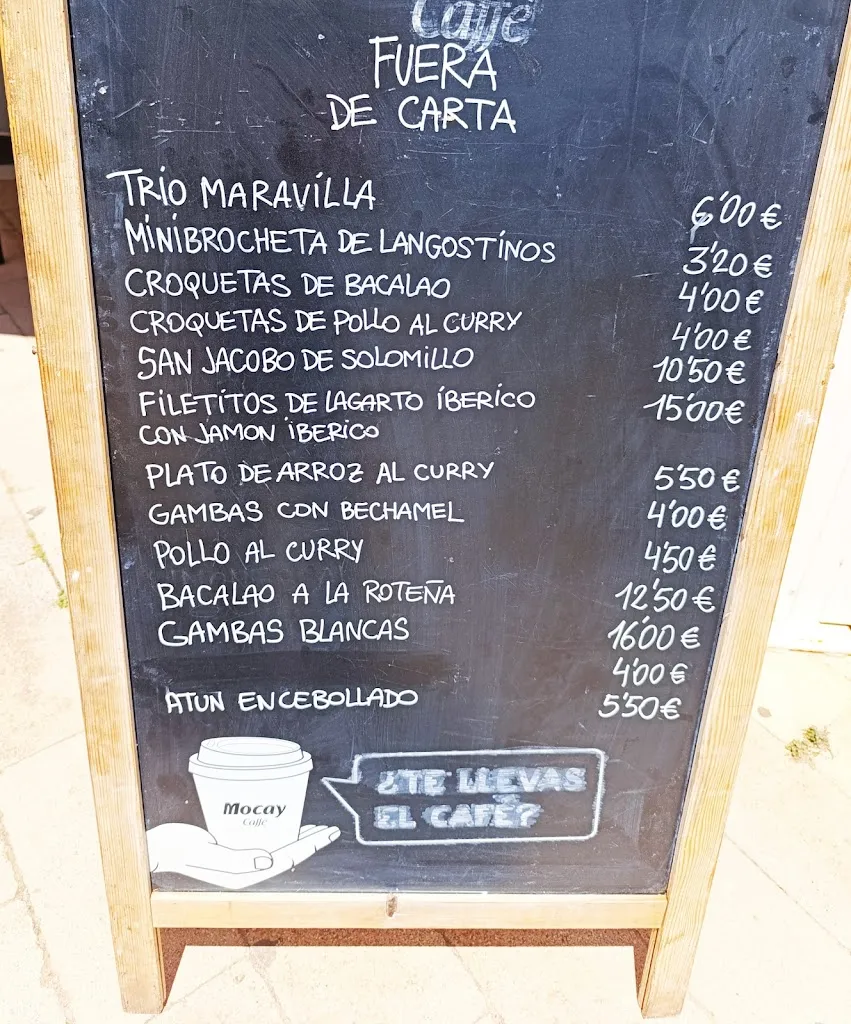 Caffe
FUERA
DE CARTA
TRIO MARAVILLA 6'00 €
MINIBROCHETA DE LANGOSTINOS 3'20 €
CROQUETAS DE BACALAO 4'00 €
CROQUETAS DE POLLO AL CURRY 4'00 €
SAN JACOBO DE SOLOMILLO 10'50 €
FILETITOS DE LAGARTO IBERICO 15'00 €
CON JAMON IBERICO
PLATO DE ARROZ AL CURRY 5'50 €
GAMBAS CON BECHAMEL 4'00 €
POLLO AL CURRY 4'50 €
BACALAO A LA ROTEÑA 12'50 €
GAMBAS BLANCAS 16'00 €
4'00 €
ATUN ENCEBOLLADO 5'50 €
¿TE LLEVAS
EL CAFÉ?
Mocay
Caffè